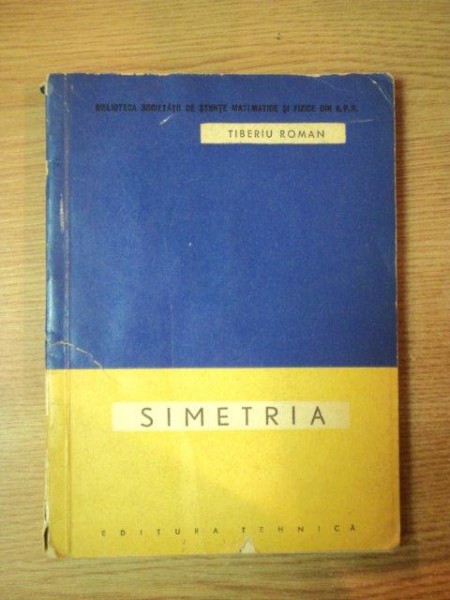 BIBLIOTECA SOCIETĂȚII DE ȘTIINȚE MATEMATICE ȘI FIZICE DIN R.P.R.
TIBERIU ROMAN
SIMETRIA
EDITURA TEHNICĂ